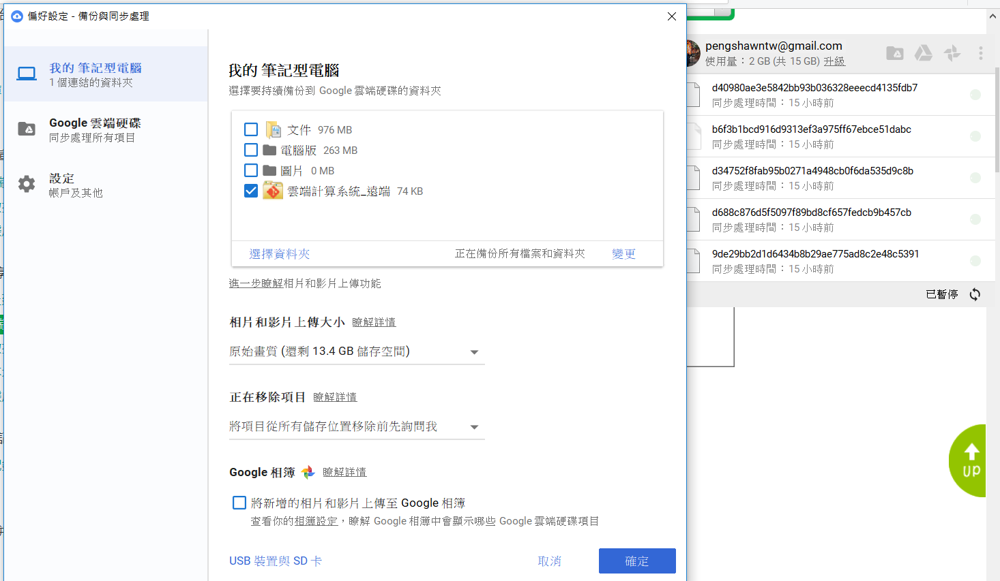 偏好設定 - 備份與同步處理
我的 筆記型電腦
1 個連結的資料夾
Google 雲端硬碟
同步處理所有項目
設定
帳戶及其他
我的 筆記型電腦
選擇要持續備份到 Google 雲端硬碟的資料夾
文件 976 MB
電腦版 263 MB
圖片 0 MB
雲端計算系統_遠端 74 KB
選擇資料夾 正在備份所有檔案和資料夾 變更
進一步瞭解相片和影片上傳功能
相片和影片上傳大小 瞭解詳情
原始畫質 (還剩 13.4 GB 儲存空間)
正在移除項目 瞭解詳情
將項目從所有儲存位置移除前先詢問我
Google 相簿 瞭解詳情
將新增的相片和影片上傳至 Google 相簿
查看你的相簿設定，瞭解 Google 相簿中會顯示哪些 Google 雲端硬碟項目
USB 裝置與 SD 卡 取消 確定
pengshawntw@gmail.com
使用量：2 GB (共 15 GB) 升級
d40980ae3e5842bb93b036328eeecd4135fdb7
同步處理時間：15 小時前
b6f3b1bcd916d9313ef3a975ff67ebce51dabc
同步處理時間：15 小時前
d34752f8fab95b0271a4948cb0f6da535d9c8b
同步處理時間：15 小時前
d688c876d5f5097f89bd8cf657fedcb9b457cb
同步處理時間：15 小時前
9de29bb2d1d6434b8b29ae775ad8c2e48c5391
同步處理時間：15 小時前
已暫停
UP